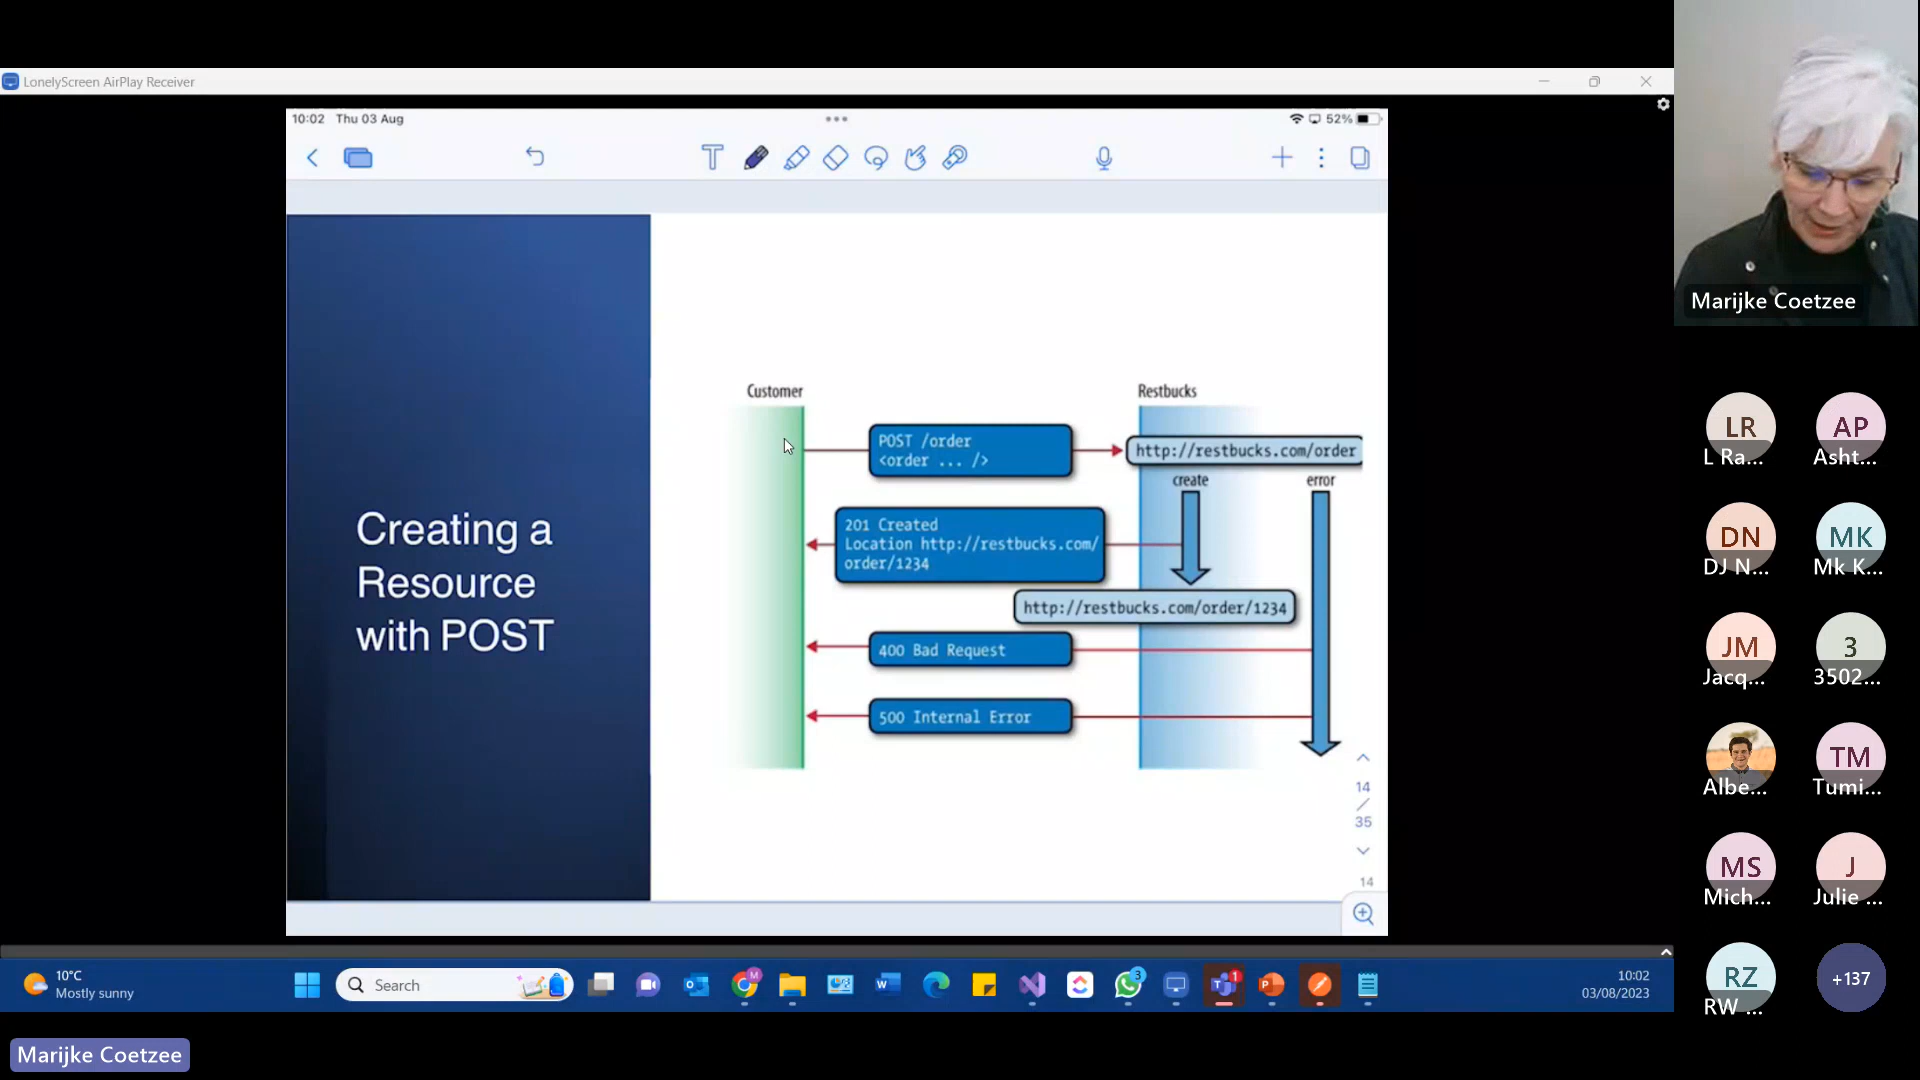 LonelyScreen AirPlay Receiver
10:02 Thu 03 Aug
52%
Creating a
Resource
with POST
Customer
Restbucks
POST /order
<order ... />
http://restbucks.com/order
create
error
201 Created
Location http://restbucks.com/
order/1234
http://restbucks.com/order/1234
400 Bad Request
500 Internal Error
14
/
35
14
Marijke Coetzee
LR
L Ra...
AP
Asht...
DN
DJ N...
MK
Mk K...
JM
Jacq...
3
3502...
Albe...
TM
Tumi...
MS
Mich...
J
Julie ...
RZ
RW ...
+137
10°C
Mostly sunny
Search
M
3
1
10:02
03/08/2023
Marijke Coetzee